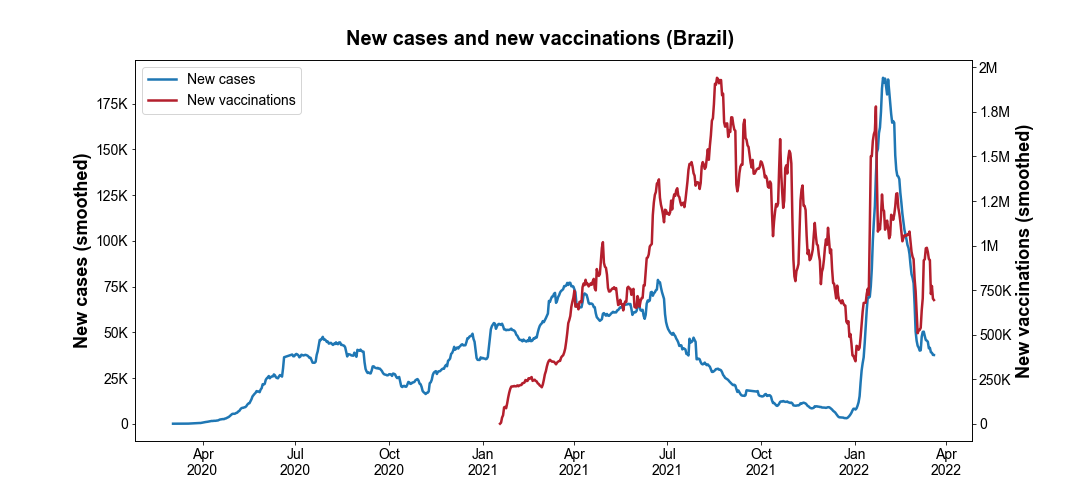 New cases and new vaccinations (Brazil)
New cases
New vaccinations
New cases (smoothed)
175K
150K
125K
100K
75K
50K
25K
0
New vaccinations (smoothed)
2M
1.8M
1.5M
1.2M
1M
750K
500K
250K
0
Apr
2020
Jul
2020
Oct
2020
Jan
2021
Apr
2021
Jul
2021
Oct
2021
Jan
2022
Apr
2022